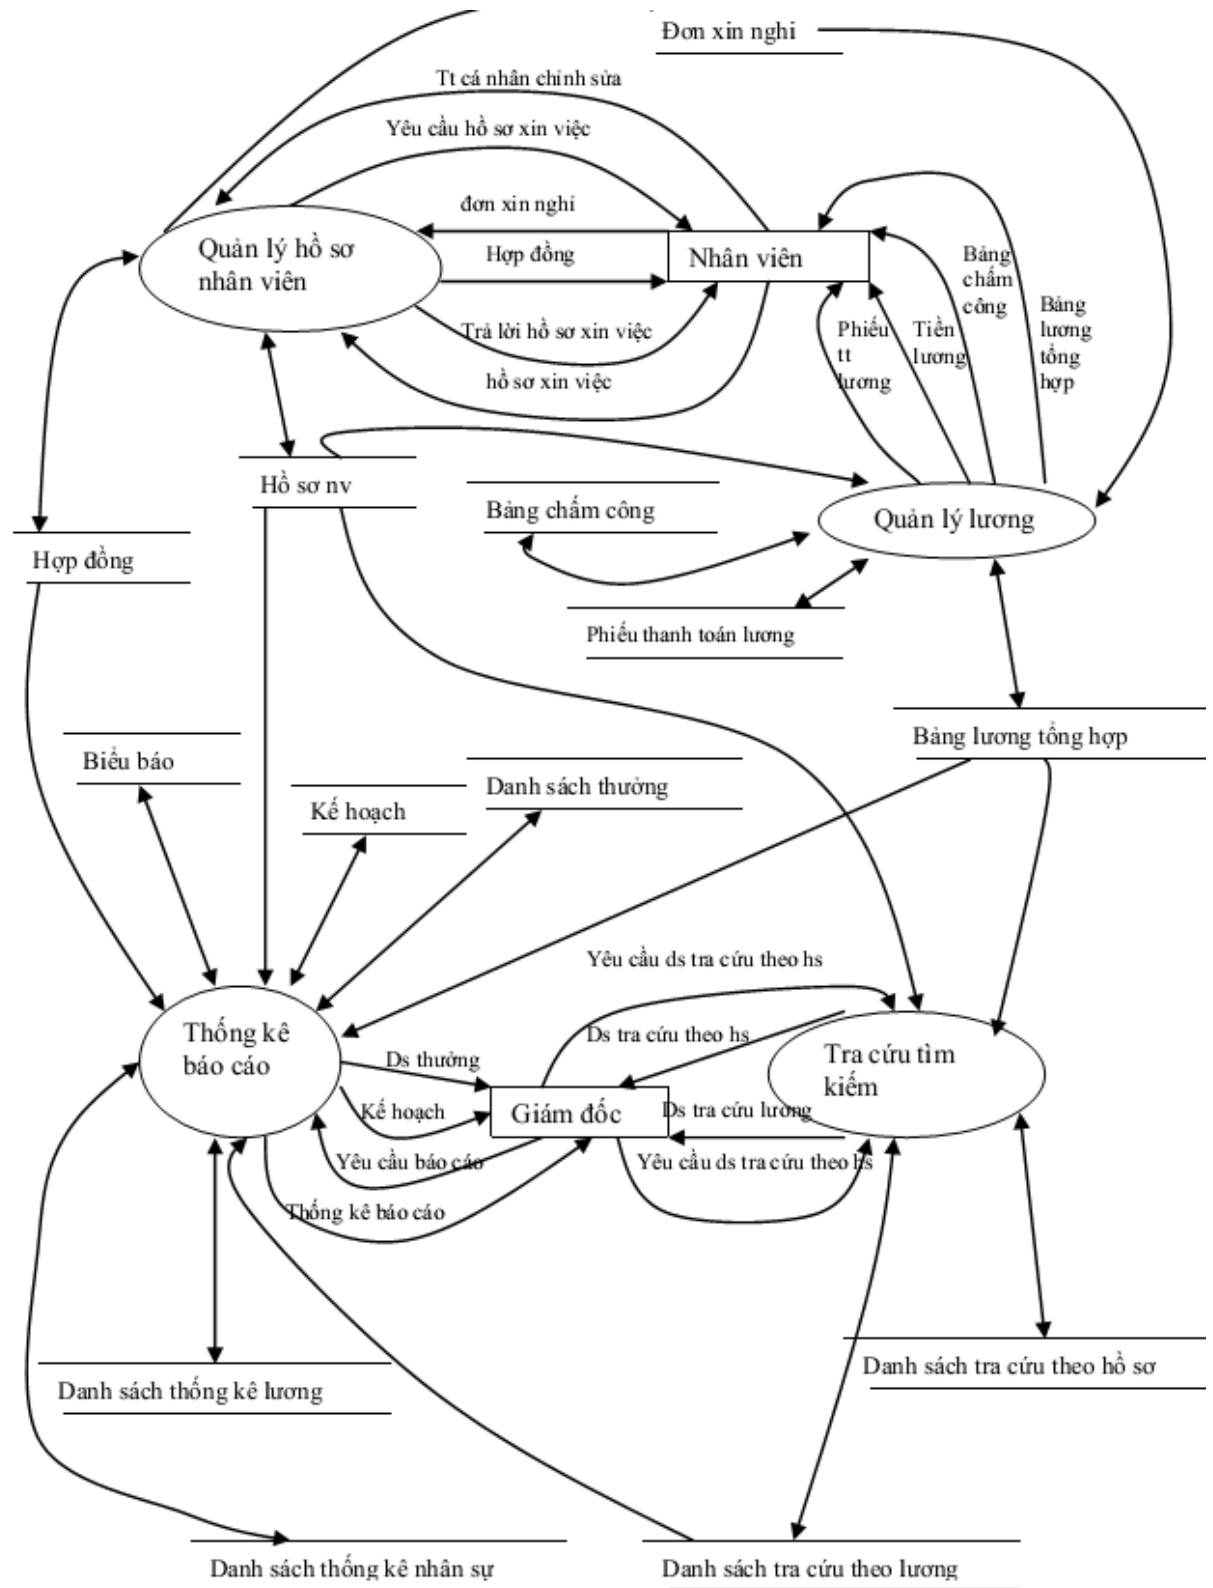 Đơn xin nghỉ
Tt cá nhân chỉnh sửa
Yêu cầu hồ sơ xin việc
đơn xin nghỉ
Quản lý hồ sơ
nhân viên
Hợp đồng
Nhân viên
Bảng
chấm
công
Bảng
lương
tổng
hợp
Phiếu
tt
lương
Tiền
lương
Trả lời hồ sơ xin việc
hồ sơ xin việc
Hồ sơ nv
Bảng chấm công
Quản lý lương
Hợp đồng
Phiếu thanh toán lương
Bảng lương tổng hợp
Biểu báo
Danh sách thưởng
Kế hoạch
Yêu cầu ds tra cứu theo hs
Thống kê
báo cáo
Ds tra cứu theo hs
Tra cứu tìm
kiếm
Ds thưởng
Kế hoạch
Giám đốc
Ds tra cứu lương
Yêu cầu báo cáo
Yêu cầu ds tra cứu theo hs
Thống kê báo cáo
Danh sách tra cứu theo hồ sơ
Danh sách thống kê lương
Danh sách thống kê nhân sự
Danh sách tra cứu theo lương